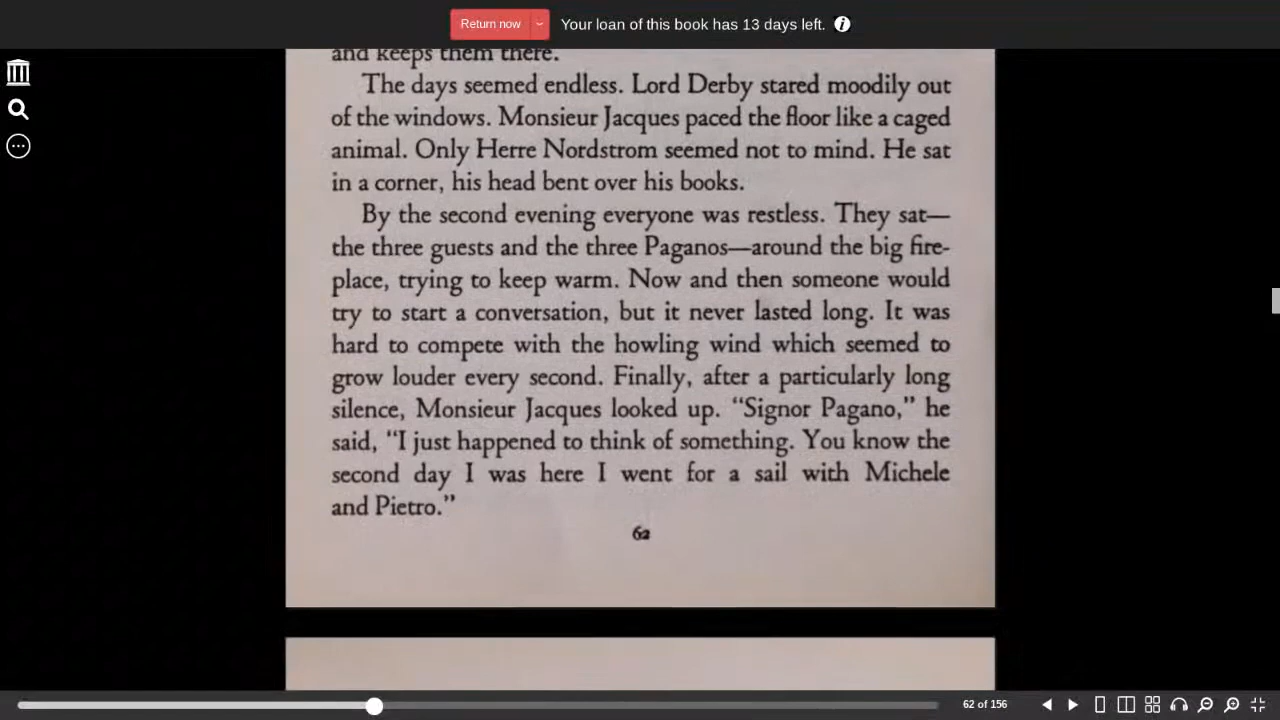 Return now
Your loan of this book has 13 days left.
and keeps them there.
The days seemed endless. Lord Derby stared moodily out
of the windows. Monsieur Jacques paced the floor like a caged
animal. Only Herre Nordstrom seemed not to mind. He sat
in a corner, his head bent over his books.
By the second evening everyone was restless. They sat—
the three guests and the three Paganos—around the big fire-
place, trying to keep warm. Now and then someone would
try to start a conversation, but it never lasted long. It was
hard to compete with the howling wind which seemed to
grow louder every second. Finally, after a particularly long
silence, Monsieur Jacques looked up. “Signor Pagano,” he
said, “I just happened to think of something. You know the
second day I was here I went for a sail with Michele
and Pietro.”
62
62 of 156